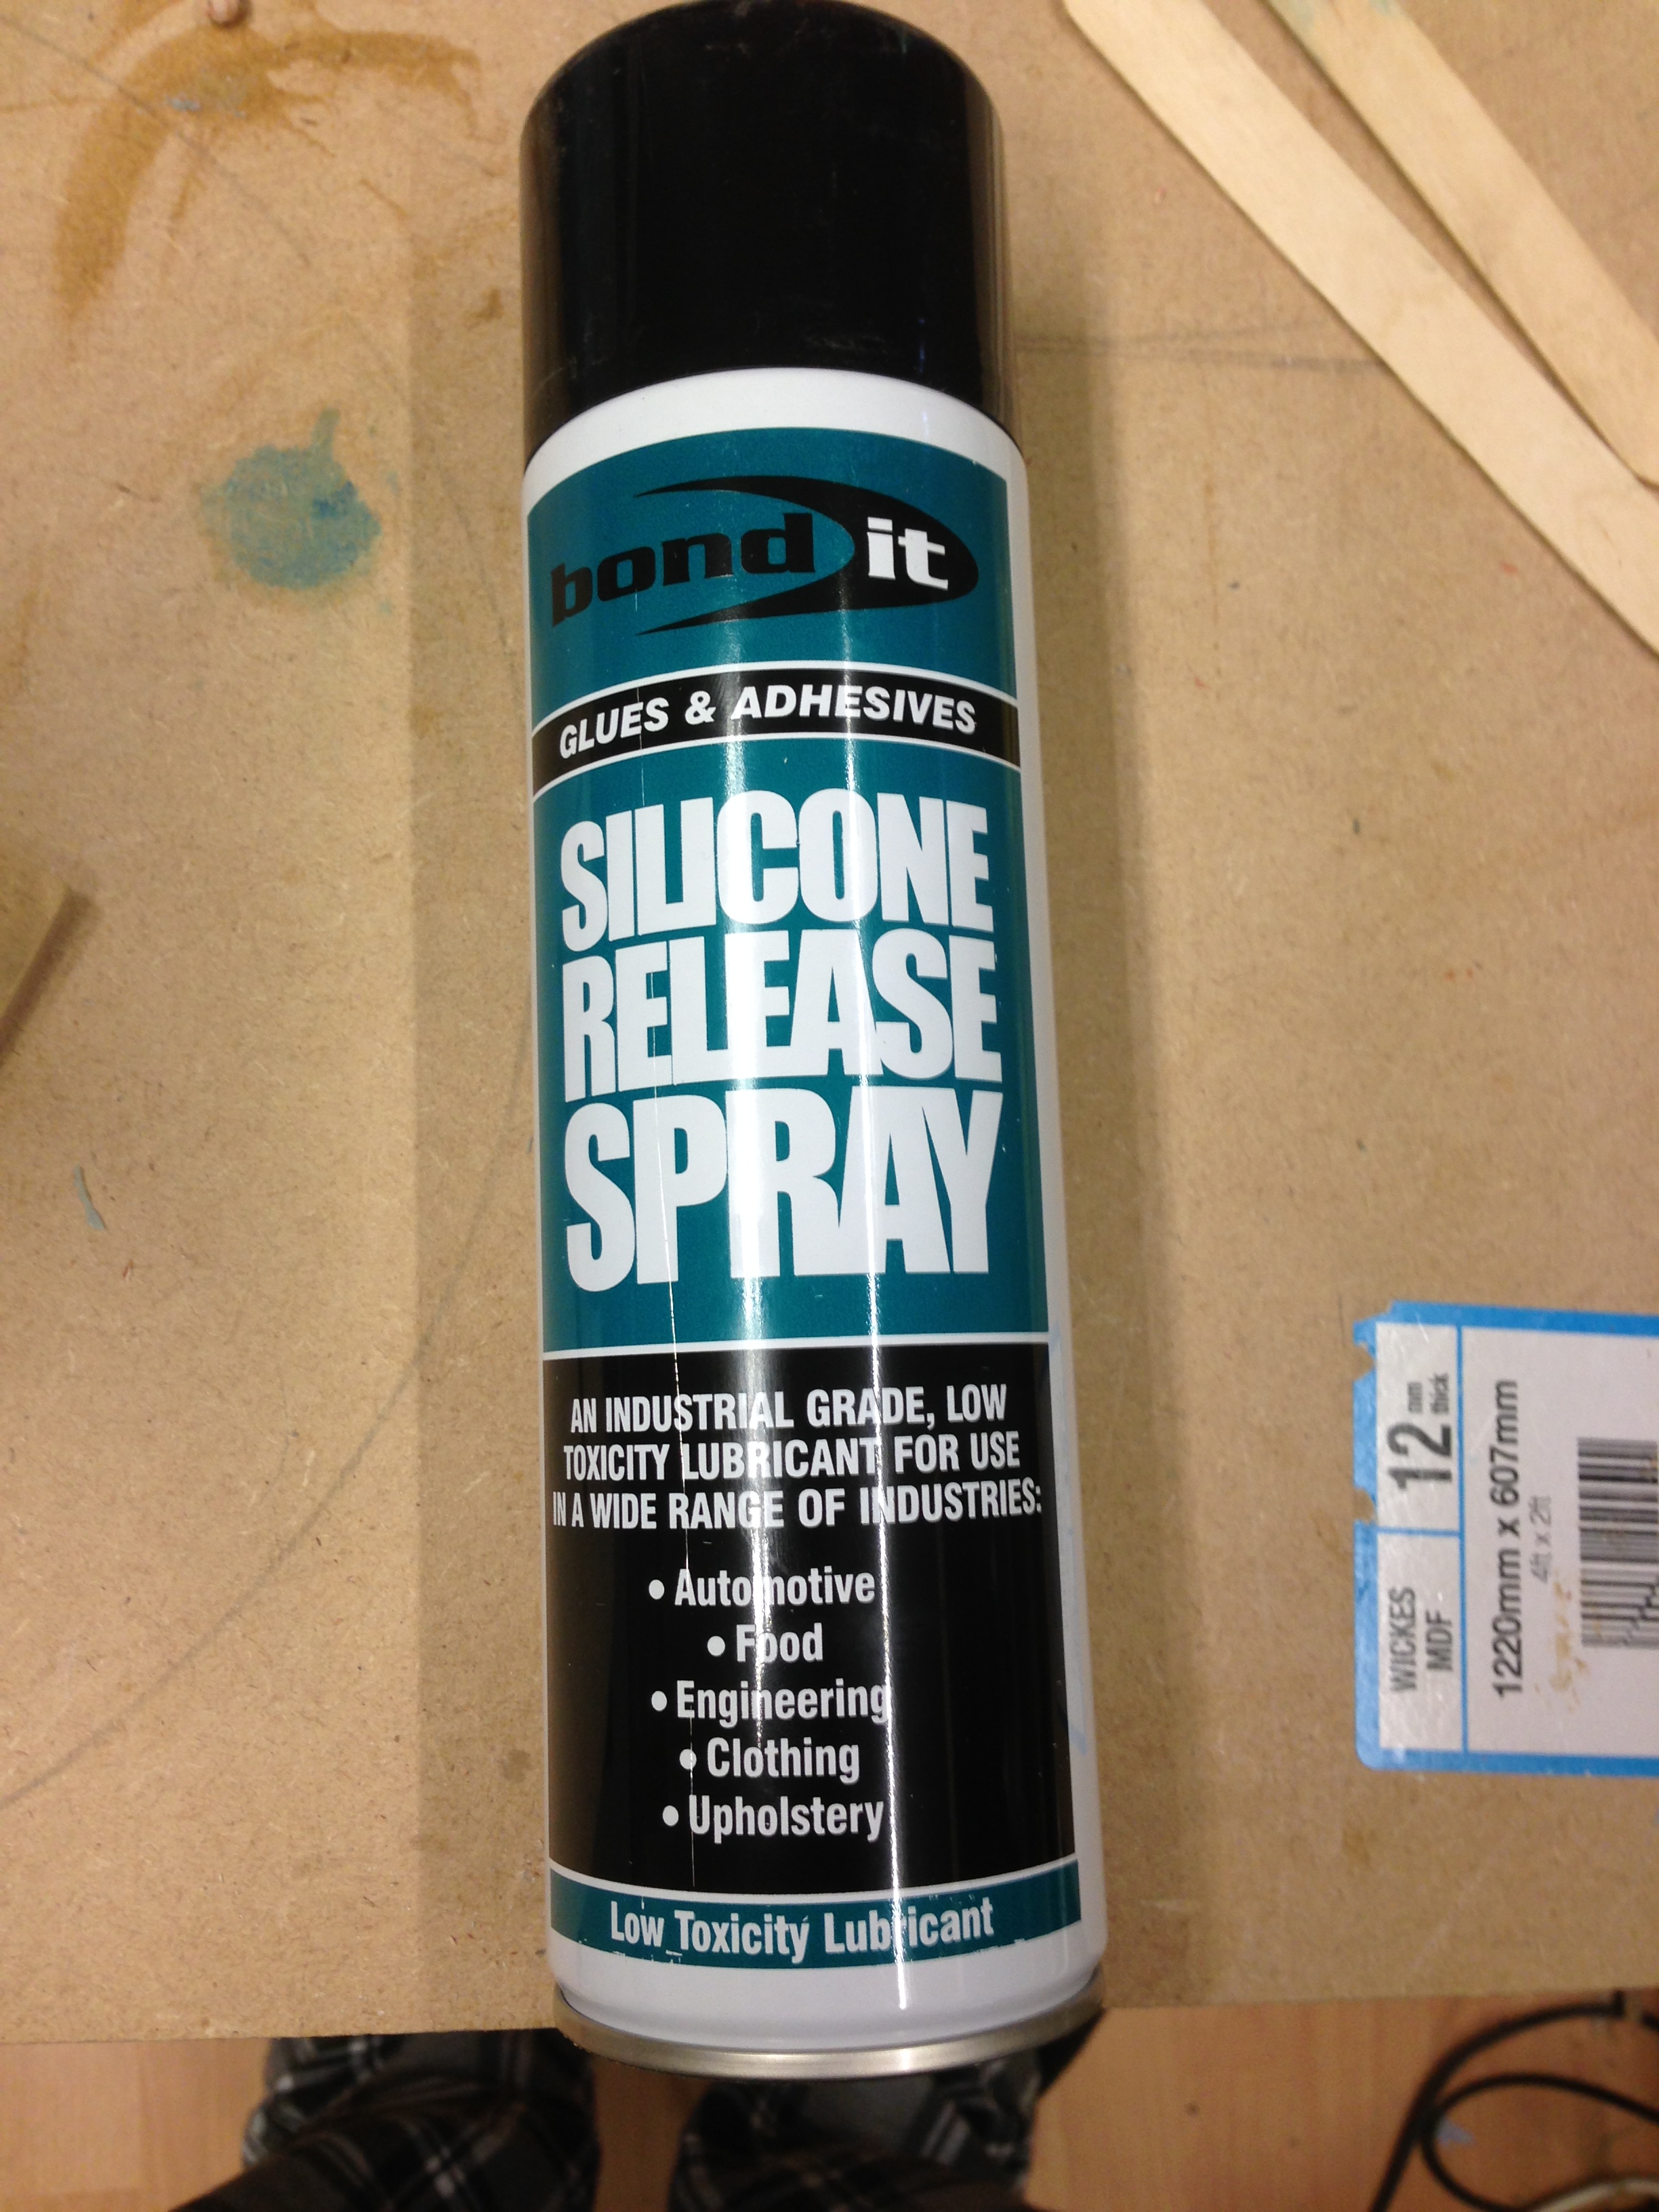 bond it
GLUES & ADHESIVES
SILICONE
RELEASE
SPRAY
AN INDUSTRIAL GRADE, LOW
TOXICITY LUBRICANT FOR USE
IN A WIDE RANGE OF INDUSTRIES:
• Automotive
• Food
• Engineering
• Clothing
• Upholstery
Low Toxicity Lubricant
WICKES
MDF
12 mm
thick
1220mm x 607mm
4ft x 2ft